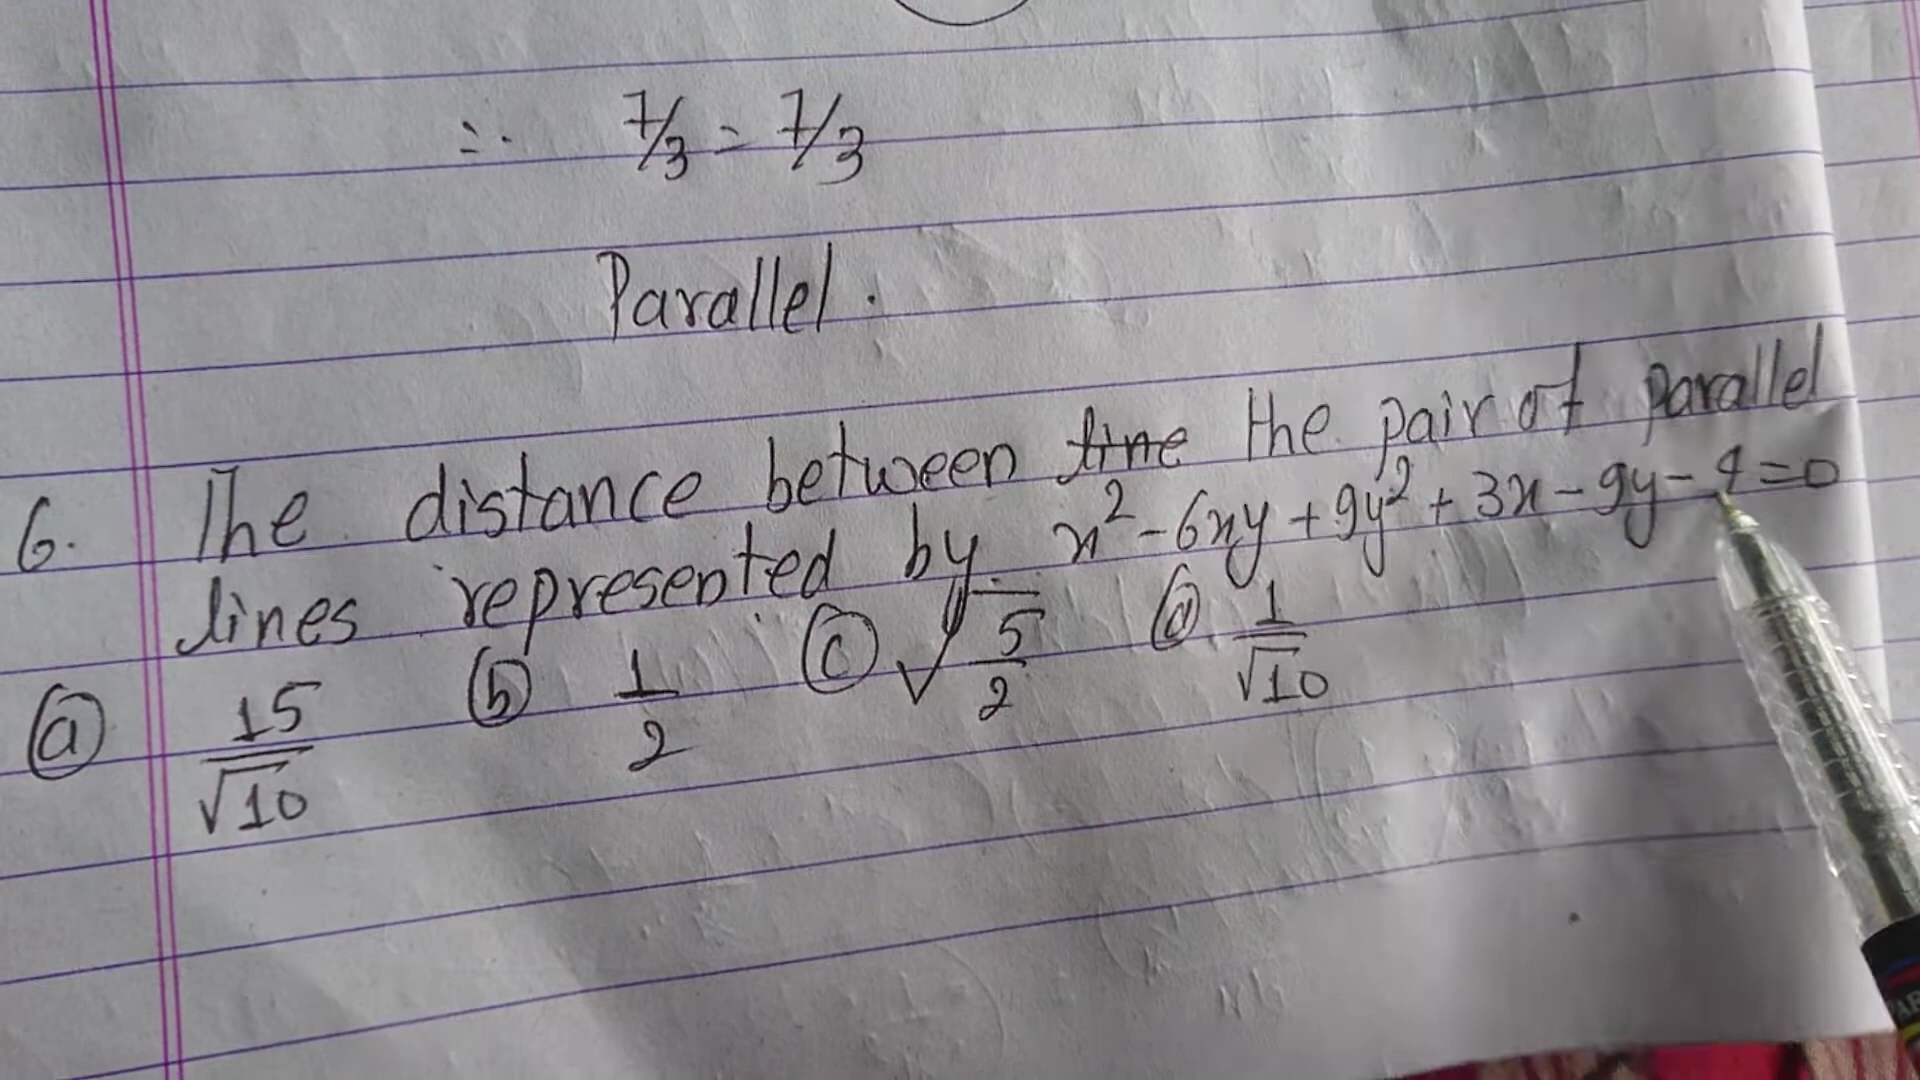 ∴ 7/3 = 7/3
Parallel.
6. The distance between line the pair of parallel
lines represented by x² - 6xy + 9y² + 3x - 9y - 4 = 0
(a) 15/√10 (b) 1/2 (c) √(5/2) (d) 1/√10